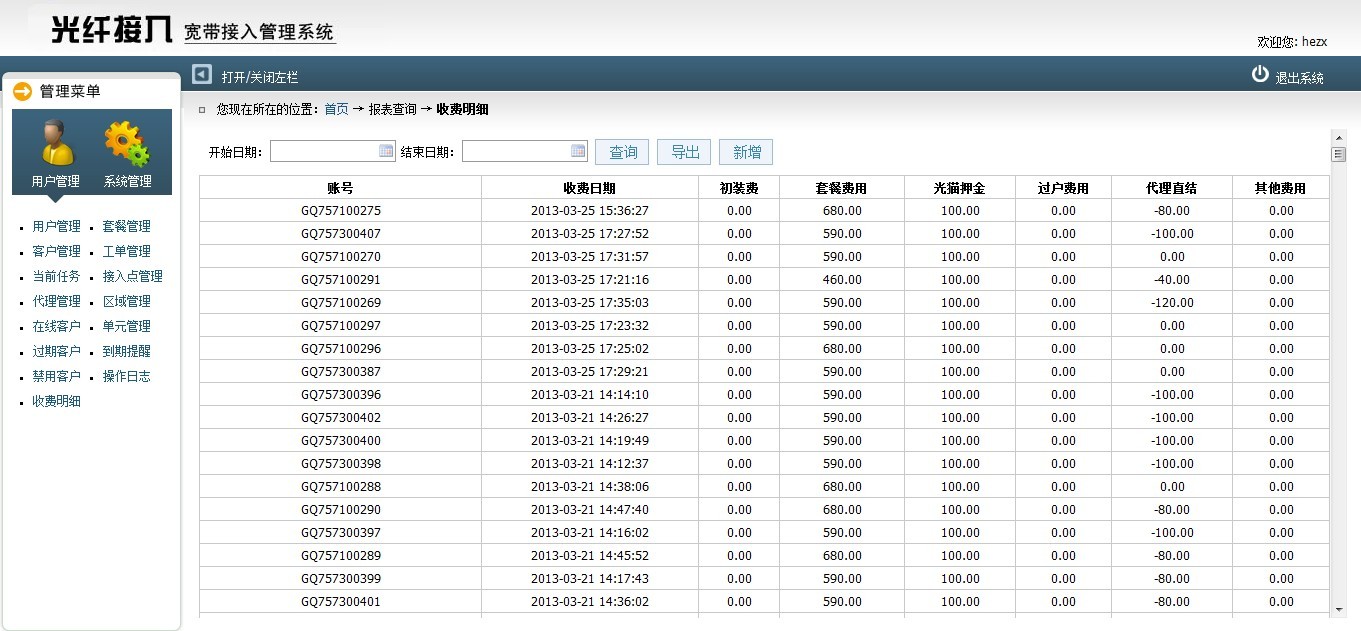 光纤接入 宽带接入管理系统
欢迎您: hezx
打开/关闭左栏
退出系统
管理菜单
用户管理 系统管理
用户管理 套餐管理
客户管理 工单管理
当前任务 接入点管理
代理管理 区域管理
在线客户 单元管理
过期客户 到期提醒
禁用客户 操作日志
收费明细
您现在所在的位置：首页 → 报表查询 → 收费明细
开始日期： 结束日期： 查询 导出 新增
账号 收费日期 初装费 套餐费用 光猫押金 过户费用 代理直结 其他费用
GQ757100275 2013-03-25 15:36:27 0.00 680.00 100.00 0.00 -80.00 0.00
GQ757300407 2013-03-25 17:27:52 0.00 590.00 100.00 0.00 -100.00 0.00
GQ757100270 2013-03-25 17:31:57 0.00 590.00 100.00 0.00 0.00 0.00
GQ757100291 2013-03-25 17:21:16 0.00 460.00 100.00 0.00 -40.00 0.00
GQ757100269 2013-03-25 17:35:03 0.00 590.00 100.00 0.00 -120.00 0.00
GQ757100297 2013-03-25 17:23:32 0.00 590.00 100.00 0.00 0.00 0.00
GQ757100296 2013-03-25 17:25:02 0.00 680.00 100.00 0.00 0.00 0.00
GQ757300387 2013-03-25 17:29:21 0.00 590.00 100.00 0.00 0.00 0.00
GQ757300396 2013-03-21 14:14:10 0.00 590.00 100.00 0.00 -100.00 0.00
GQ757300402 2013-03-21 14:26:27 0.00 590.00 100.00 0.00 -100.00 0.00
GQ757300400 2013-03-21 14:19:49 0.00 590.00 100.00 0.00 -100.00 0.00
GQ757300398 2013-03-21 14:12:37 0.00 590.00 100.00 0.00 -100.00 0.00
GQ757100288 2013-03-21 14:38:06 0.00 680.00 100.00 0.00 0.00 0.00
GQ757100290 2013-03-21 14:47:40 0.00 680.00 100.00 0.00 -80.00 0.00
GQ757300397 2013-03-21 14:16:02 0.00 590.00 100.00 0.00 -100.00 0.00
GQ757100289 2013-03-21 14:45:52 0.00 680.00 100.00 0.00 -80.00 0.00
GQ757300399 2013-03-21 14:17:43 0.00 590.00 100.00 0.00 -80.00 0.00
GQ757300401 2013-03-21 14:36:02 0.00 590.00 100.00 0.00 -80.00 0.00